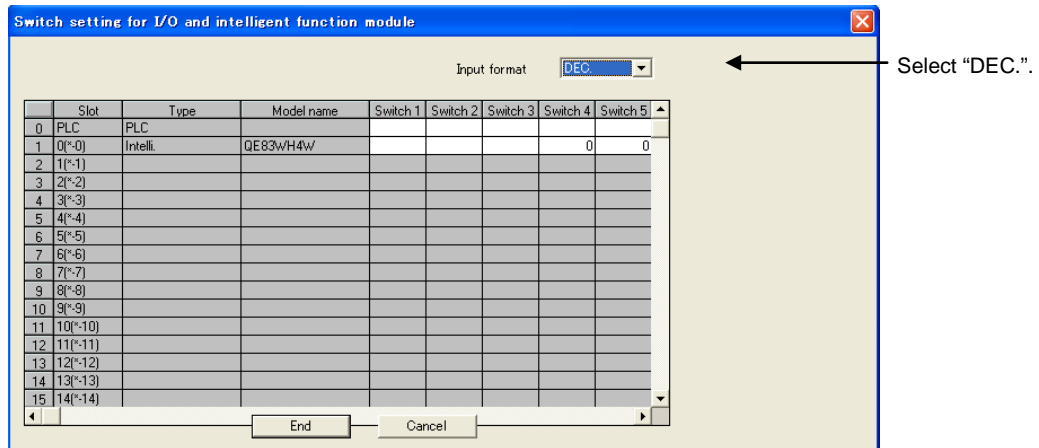 Switch setting for I/O and intelligent function module
Input format DEC. Select “DEC.”.
Slot Type Model name Switch 1 Switch 2 Switch 3 Switch 4 Switch 5
0 PLC PLC
1 0(*-0) Intelli. QE83WH4W 0 0
2 1(*-1)
3 2(*-2)
4 3(*-3)
5 4(*-4)
6 5(*-5)
7 6(*-6)
8 7(*-7)
9 8(*-8)
10 9(*-9)
11 10(*-10)
12 11(*-11)
13 12(*-12)
14 13(*-13)
15 14(*-14)
End Cancel